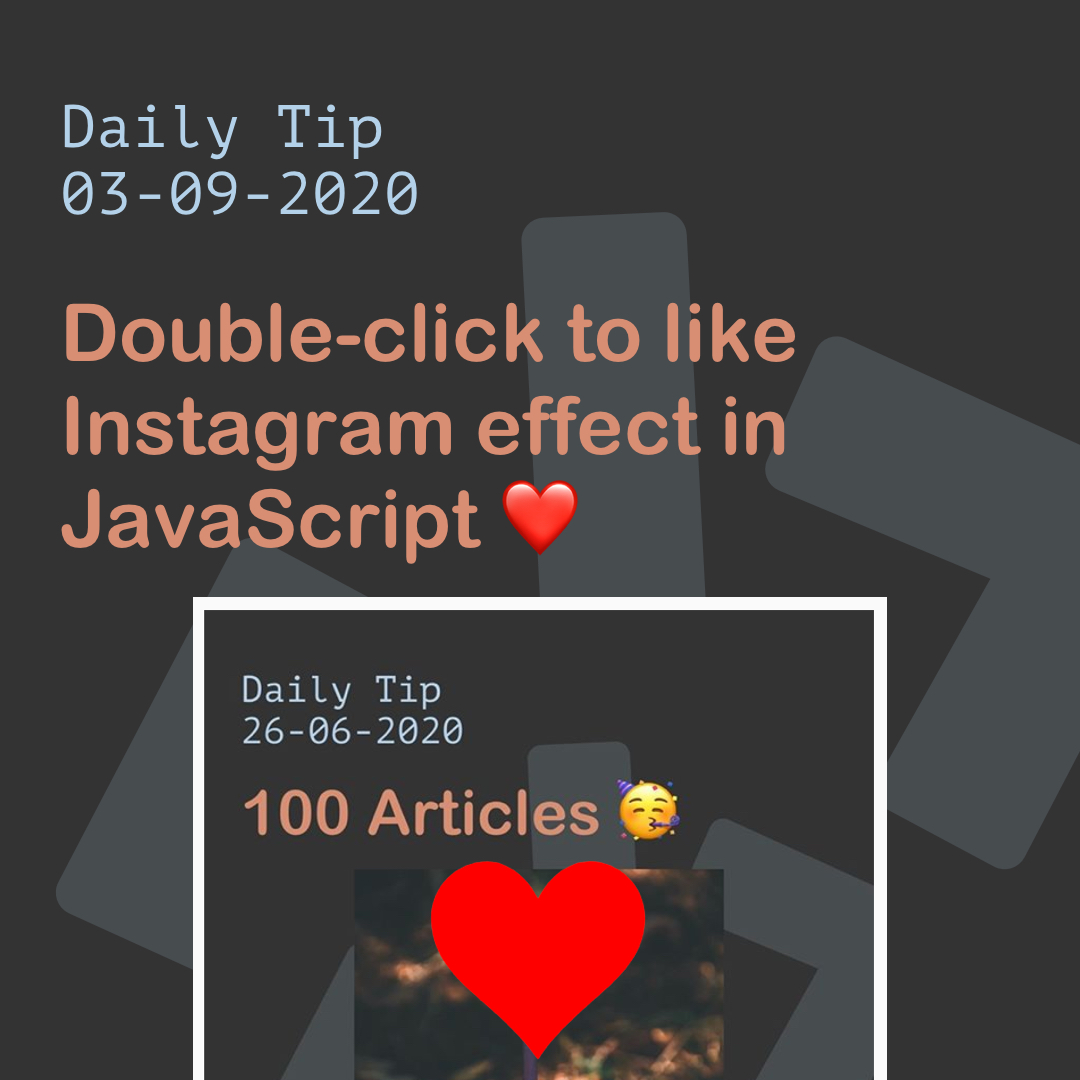 Daily Tip
03-09-2020
Double-click to like
Instagram effect in
JavaScript ❤️
Daily Tip
26-06-2020
100 Articles 🥳